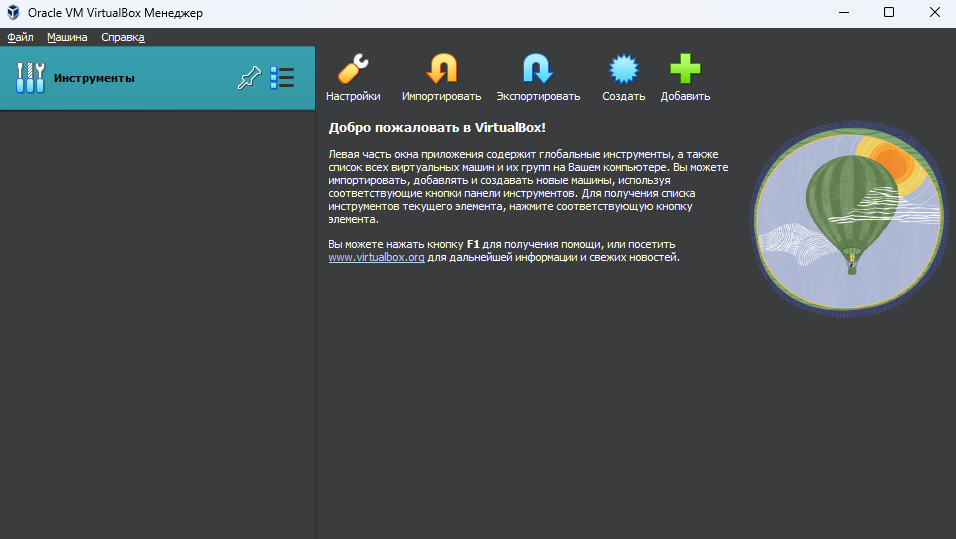 Oracle VM VirtualBox Менеджер
Файл Машина Справка
Инструменты
Настройки Импортировать Экспортировать Создать Добавить
Добро пожаловать в VirtualBox!
Левая часть окна приложения содержит глобальные инструменты, а также
список всех виртуальных машин и их групп на Вашем компьютере. Вы можете
импортировать, добавлять и создавать новые машины, используя
соответствующие кнопки панели инструментов. Для получения списка
инструментов текущего элемента, нажмите соответствующую кнопку
элемента.
Вы можете нажать кнопку F1 для получения помощи, или посетить
www.virtualbox.org для дальнейшей информации и свежих новостей.